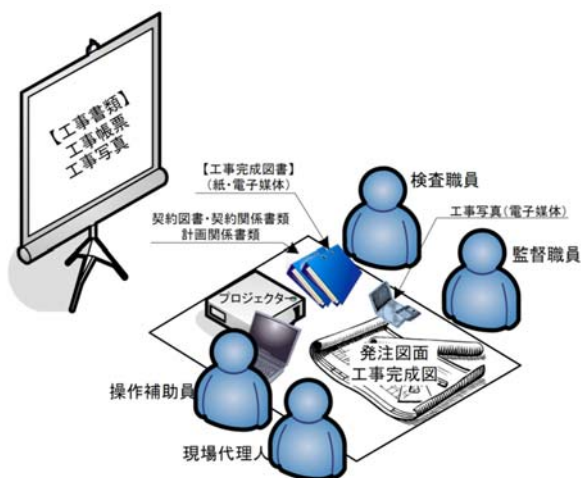 【工事書類】
工事帳票
工事写真
【工事完成図書】
(紙・電子媒体)
検査職員
契約図書・契約関係書類
計画関係書類
工事写真(電子媒体)
監督職員
プロジェクター
発注図面
工事完成図
操作補助員
現場代理人